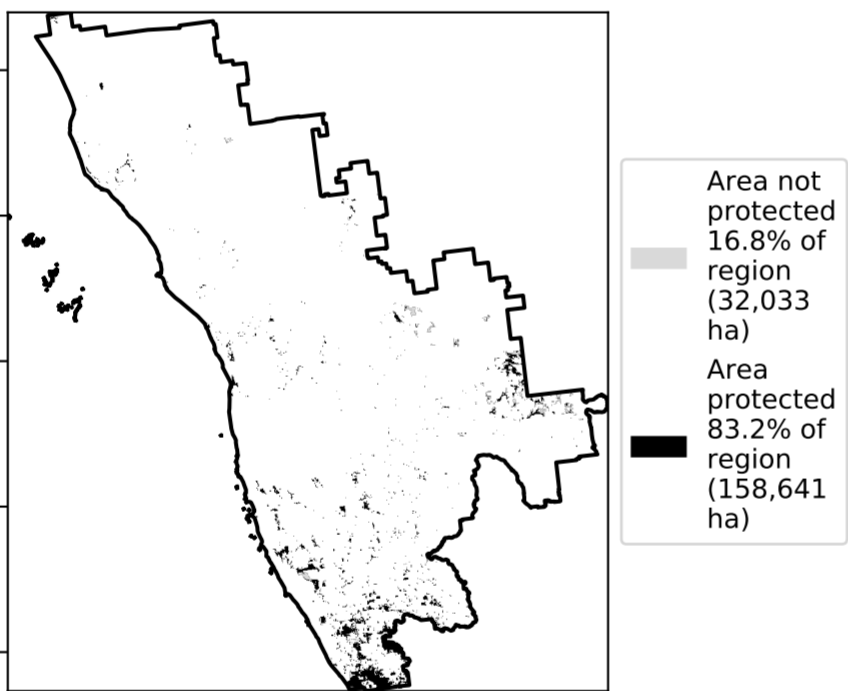 Area not
protected
16.8% of
region
(32,033
ha)
Area
protected
83.2% of
region
(158,641
ha)